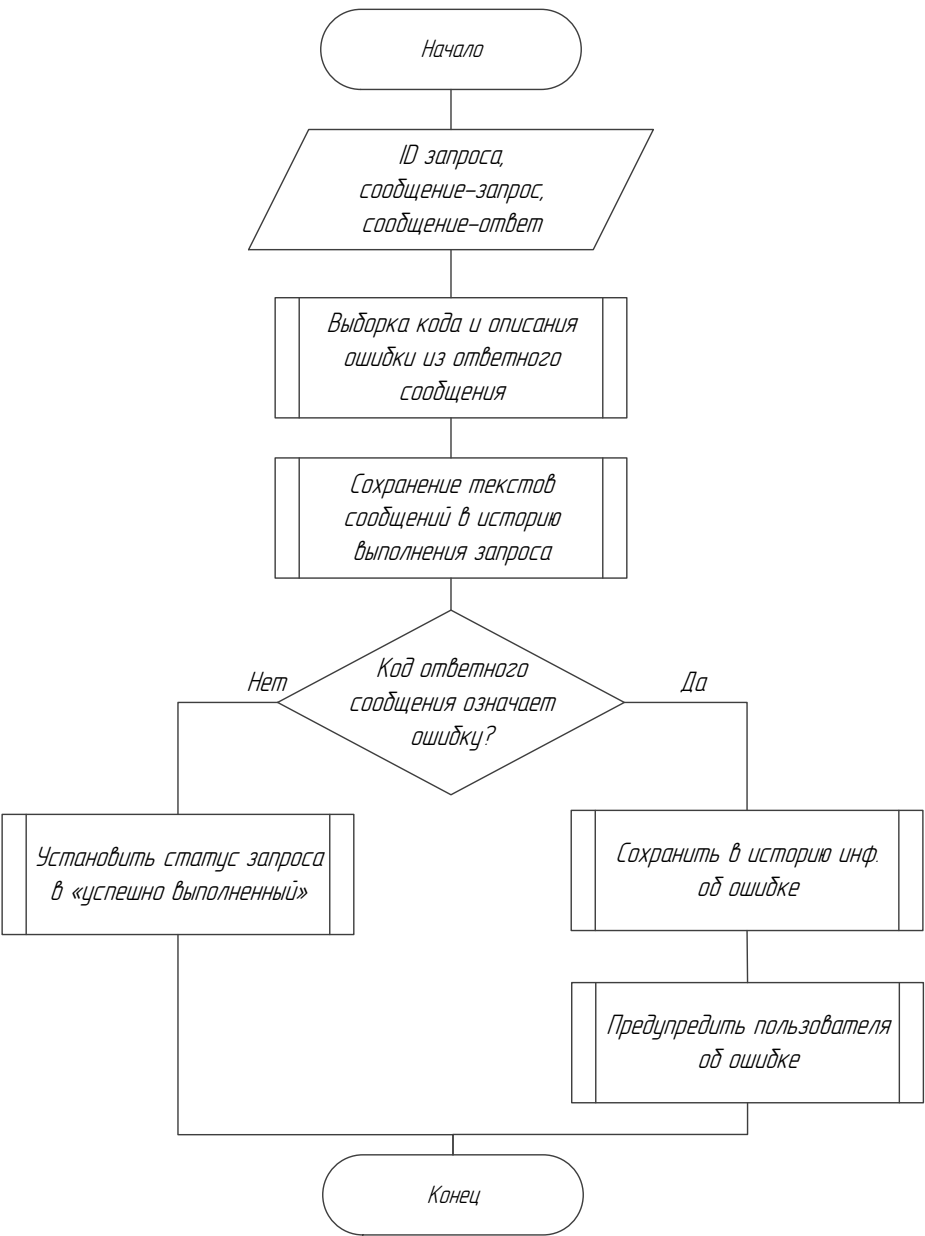 Начало
ID запроса,
сообщение-запрос,
сообщение-ответ
Выборка кода и описания
ошибки из ответного
сообщения
Сохранение текстов
сообщений в историю
выполнения запроса
Код ответного
сообщения означает
ошибку?
Нет
Да
Установить статус запроса
в «успешно выполненный»
Сохранить в историю инф.
об ошибке
Предупредить пользователя
об ошибке
Конец